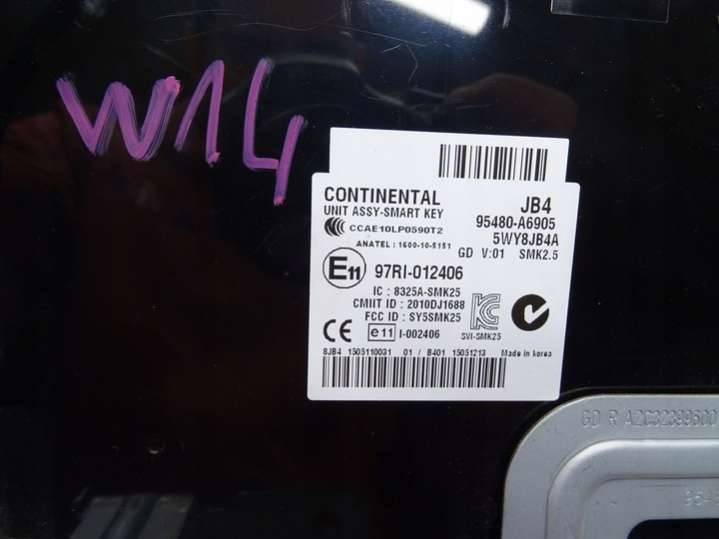 W14
CONTINENTAL
JB4
UNIT ASSY-SMART KEY
95480-A6905
CCAE10LP0590T2
5WY8JB4A
ANATEL : 1600-10-5151
GD V:01 SMK2.5
E11 97RI-012406
IC : 8325A-SMK25
CMIIT ID : 2010DJ1688
FCC ID : SY5SMK25
CE e11 I-002406
SVI-SMK25
8JB4 1505110031 01 / B401 15051213 Made in korea
GD R A2C32399600